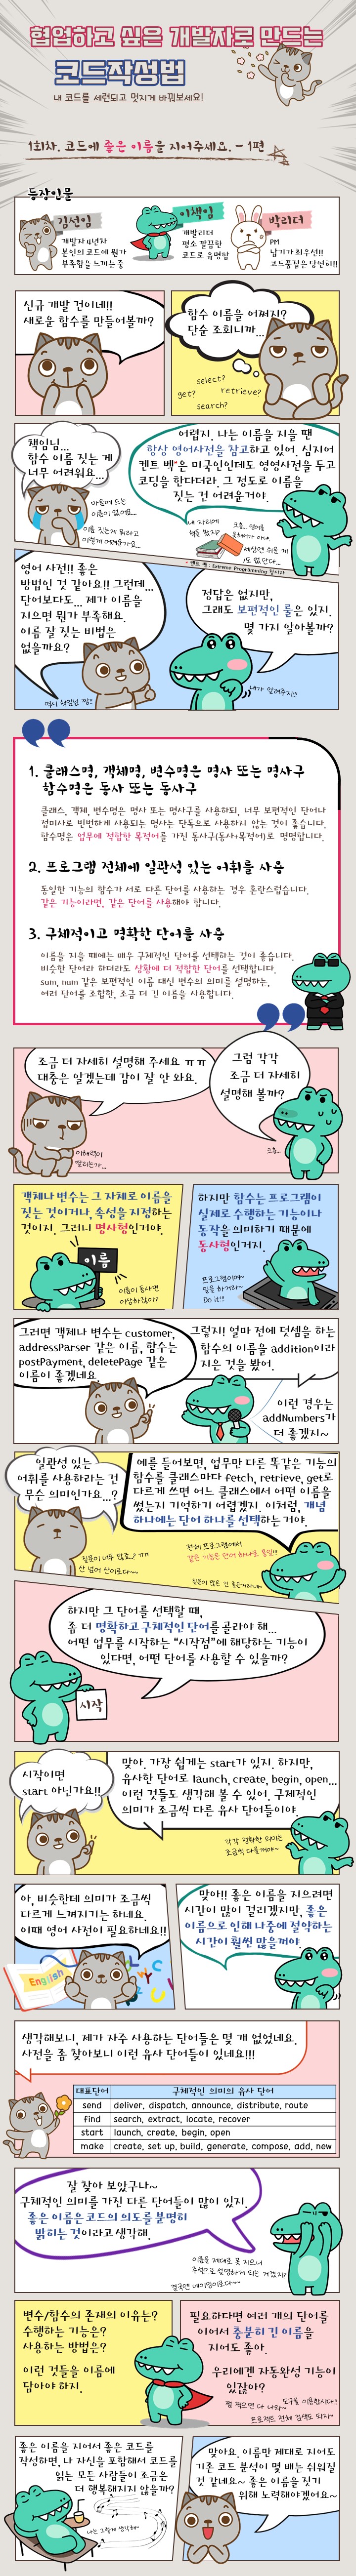 협업하고 싶은 개발자로 만드는
코드작성법
내 코드를 세련되고 멋지게 바꿔보세요!
1회차. 코드에 좋은 이름을 지어주세요. - 1편
등장인물
김선임
개발자 4년차
본인의 코드에 뭔가
부족함을 느끼는 중
이책임
개발리더
평소 깔끔한
코드로 유명함
박리더
PM
납기가 최우선!!
코드품질은 당연히!!
신규 개발 건이네!!
새로운 함수를 만들어볼까?
함수 이름을 어쩌지?
단순 조회니까...
select?
get?
retrieve?
search?
책임님...
함수 이름 짓는 게
너무 어려워요...
마음에 드는
이름이 없어요...
이름 짓는게 뭐라고
이렇게 어려운가요...
어렵지. 나는 이름을 지을 땐
항상 영어사전을 참고하고 있어. 심지어
켄트 벡*은 미국인인데도 영영사전을 두고
코딩을 한다더라. 그 정도로 이름을
짓는 건 어려운거야.
* 켄트 벡 : Extreme Programming 창시자
영어 사전!! 좋은
방법인 것 같아요!! 그런데...
단어보다도... 제가 이름을
지으면 뭔가 부족해요.
이름 잘 짓는 비법은
없을까요?
역시 책임님 짱!!
정답은 없지만,
그래도 보편적인 룰은 있지.
몇 가지 알아볼까?
내가 알려주지!!
1. 클래스명, 객체명, 변수명은 명사 또는 명사구
함수명은 동사 또는 동사구
클래스, 객체, 변수명은 명사 또는 명사구를 사용하되, 너무 보편적인 단어나
접미사로 빈번하게 사용되는 명사는 단독으로 사용하지 않는 것이 좋습니다.
함수명은 업무에 적합한 목적어를 가진 동사구(동사+목적어)로 명명합니다.
2. 프로그램 전체에 일관성 있는 어휘를 사용
동일한 기능의 함수가 서로 다른 단어를 사용하는 경우 혼란스럽습니다.
같은 기능이라면, 같은 단어를 사용해야 합니다.
3. 구체적이고 명확한 단어를 사용
이름을 지을 때에는 매우 구체적인 단어를 선택하는 것이 좋습니다.
비슷한 단어라 하더라도 상황에 더 적합한 단어를 선택합니다.
sum, num 같은 보편적인 이름 대신 변수의 의미를 설명하는,
여러 단어를 조합한, 조금 더 긴 이름을 사용합니다.
조금 더 자세히 설명해 주세요 ㅠㅠ
대충은 알겠는데 감이 잘 안 와요.
이해력이
딸리는가...
그럼 각각
조금 더 자세히
설명해 볼까?
크흠...
객체나 변수는 그 자체로 이름을
짓는 것이거나, 속성을 지정하는
것이지. 그러니 명사형인거야.
이름
이름이 동사면
이상하잖아?
하지만 함수는 프로그램이
실제로 수행하는 기능이나
동작을 의미하기 때문에
동사형인거지.
프로그램이야~
일을 하거라~
Do it!!!
그러면 객체나 변수는 customer,
addressParser 같은 이름, 함수는
postPayment, deletePage 같은
이름이 좋겠네요.
그렇지! 얼마 전에 덧셈을 하는
함수의 이름을 addition이라
지은 것을 봤어.
이런 경우는
addNumbers가
더 좋겠지~
일관성 있는
어휘를 사용하라는 건
무슨 의미인가요...?
질문이 너무 많죠? ㅠㅠ
산 넘어 산이로다~~
예를 들어보면, 업무만 다른 똑같은 기능의
함수를 클래스마다 fetch, retrieve, get로
다르게 쓰면 어느 클래스에서 어떤 이름을
썼는지 기억하기 어렵겠지. 이처럼, 개념
하나에는 단어 하나를 선택하는거야.
전체 프로그램에서
같은 기능은 단어 하나로 통일!!
질문이 많은 건 좋은거라네~
하지만 그 단어를 선택할 때,
좀 더 명확하고 구체적인 단어를 골라야 해...
어떤 업무를 시작하는 “시작점”에 해당하는 기능이
있다면, 어떤 단어를 사용할 수 있을까?
시작
시작이면
start 아닌가요!!
맞아. 가장 쉽게는 start가 있지. 하지만,
유사한 단어로 launch, create, begin, open...
이런 것들도 생각해 볼 수 있어. 구체적인
의미가 조금씩 다른 유사 단어들이야.
각각 정확한 의미는
조금씩 다를꺼야~
아, 비슷한데 의미가 조금씩
다르게 느껴지기는 하네요.
이때 영어 사전이 필요하네요!!
English
맞아!! 좋은 이름을 지으려면
시간이 많이 걸리겠지만, 좋은
이름으로 인해 나중에 절약하는
시간이 훨씬 많을꺼야.
생각해보니, 제가 자주 사용하는 단어들은 몇 개 없었네요.
사전을 좀 찾아보니 이런 유사 단어들이 있네요!!!
대표단어 구체적인 의미의 유사 단어
send deliver, dispatch, announce, distribute, route
find search, extract, locate, recover
start launch, create, begin, open
make create, set up, build, generate, compose, add, new
잘 찾아 보았구나~
구체적인 의미를 가진 다른 단어들이 많이 있지.
좋은 이름은 코드의 의도를 분명히
밝히는 것이라고 생각해.
이름을 제대로 못 지으니
주석으로 설명하게 되는 거겠지?
결국엔 네이밍이로다~~
변수/함수의 존재의 이유는?
수행하는 기능은?
사용하는 방법은?
이런 것들을 이름에
담아야 하지.
필요하다면 여러 개의 단어를
이어서 충분히 긴 이름을
지어도 좋아.
우리에겐 자동완성 기능이
있잖아?
점 찍으면 다 나와~
도구를 이용합시다!!
프로젝트 전체 검색도 되지~
좋은 이름을 지어서 좋은 코드를
작성하면, 나 자신을 포함해서 코드를
읽는 모든 사람들이 조금은
더 행복해지지 않을까?
나는 그렇게 생각해~
맞아요. 이름만 제대로 지어도
기존 코드 분석이 몇 배는 쉬워질
것 같네요~ 좋은 이름을 짓기
위해 노력해야겠어요~